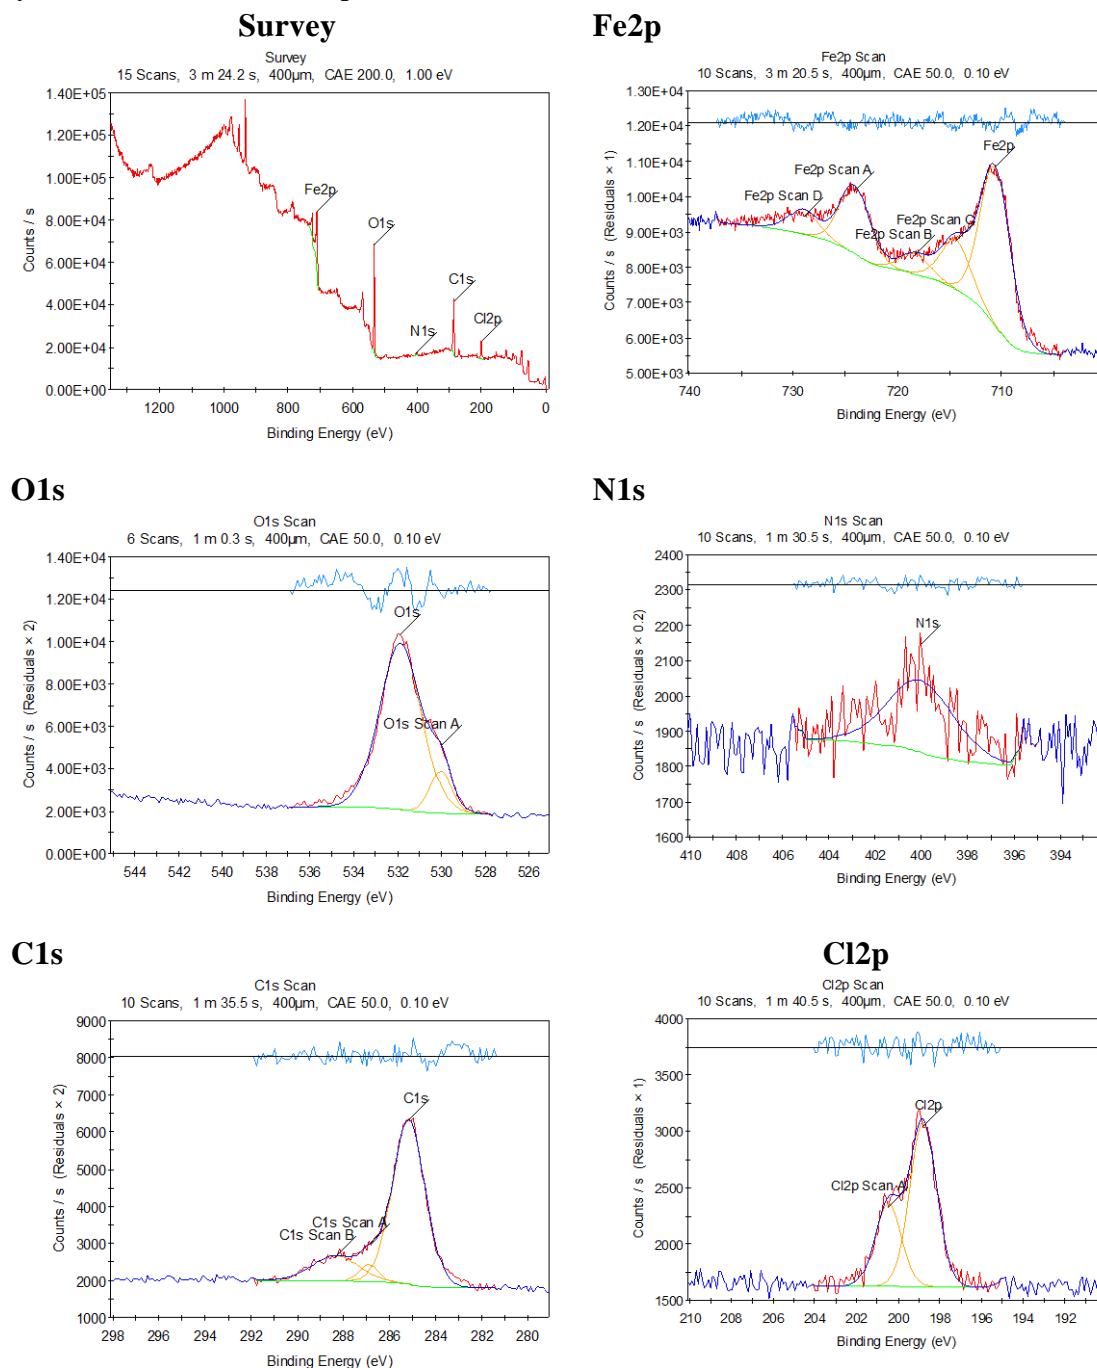 Survey
Fe2p
Survey
15 Scans, 3 m 24.2 s, 400µm, CAE 200.0, 1.00 eV
1.40E+05
1.20E+05
1.00E+05
8.00E+04
6.00E+04
4.00E+04
2.00E+04
0.00E+00
Counts / s
Fe2p
O1s
C1s
N1s
Cl2p
1200 1000 800 600 400 200 0
Binding Energy (eV)
Fe2p Scan
10 Scans, 3 m 20.5 s, 400µm, CAE 50.0, 0.10 eV
1.30E+04
1.20E+04
1.10E+04
1.00E+04
9.00E+03
8.00E+03
7.00E+03
6.00E+03
5.00E+03
Counts / s (Residuals × 1)
Fe2p
Fe2p Scan A
Fe2p Scan D
Fe2p Scan C
Fe2p Scan B
740 730 720 710
Binding Energy (eV)
O1s
N1s
O1s Scan
6 Scans, 1 m 0.3 s, 400µm, CAE 50.0, 0.10 eV
1.40E+04
1.20E+04
1.00E+04
8.00E+03
6.00E+03
4.00E+03
2.00E+03
0.00E+00
Counts / s (Residuals × 2)
O1s
O1s Scan A
544 542 540 538 536 534 532 530 528 526
Binding Energy (eV)
N1s Scan
10 Scans, 1 m 30.5 s, 400µm, CAE 50.0, 0.10 eV
2400
2300
2200
2100
2000
1900
1800
1700
1600
Counts / s (Residuals × 0.2)
N1s
410 408 406 404 402 400 398 396 394
Binding Energy (eV)
C1s
Cl2p
C1s Scan
10 Scans, 1 m 35.5 s, 400µm, CAE 50.0, 0.10 eV
9000
8000
7000
6000
5000
4000
3000
2000
1000
Counts / s (Residuals × 2)
C1s
C1s Scan A
C1s Scan B
298 296 294 292 290 288 286 284 282 280
Binding Energy (eV)
Cl2p Scan
10 Scans, 1 m 40.5 s, 400µm, CAE 50.0, 0.10 eV
4000
3500
3000
2500
2000
1500
Counts / s (Residuals × 1)
Cl2p
Cl2p Scan A
210 208 206 204 202 200 198 196 194 192
Binding Energy (eV)